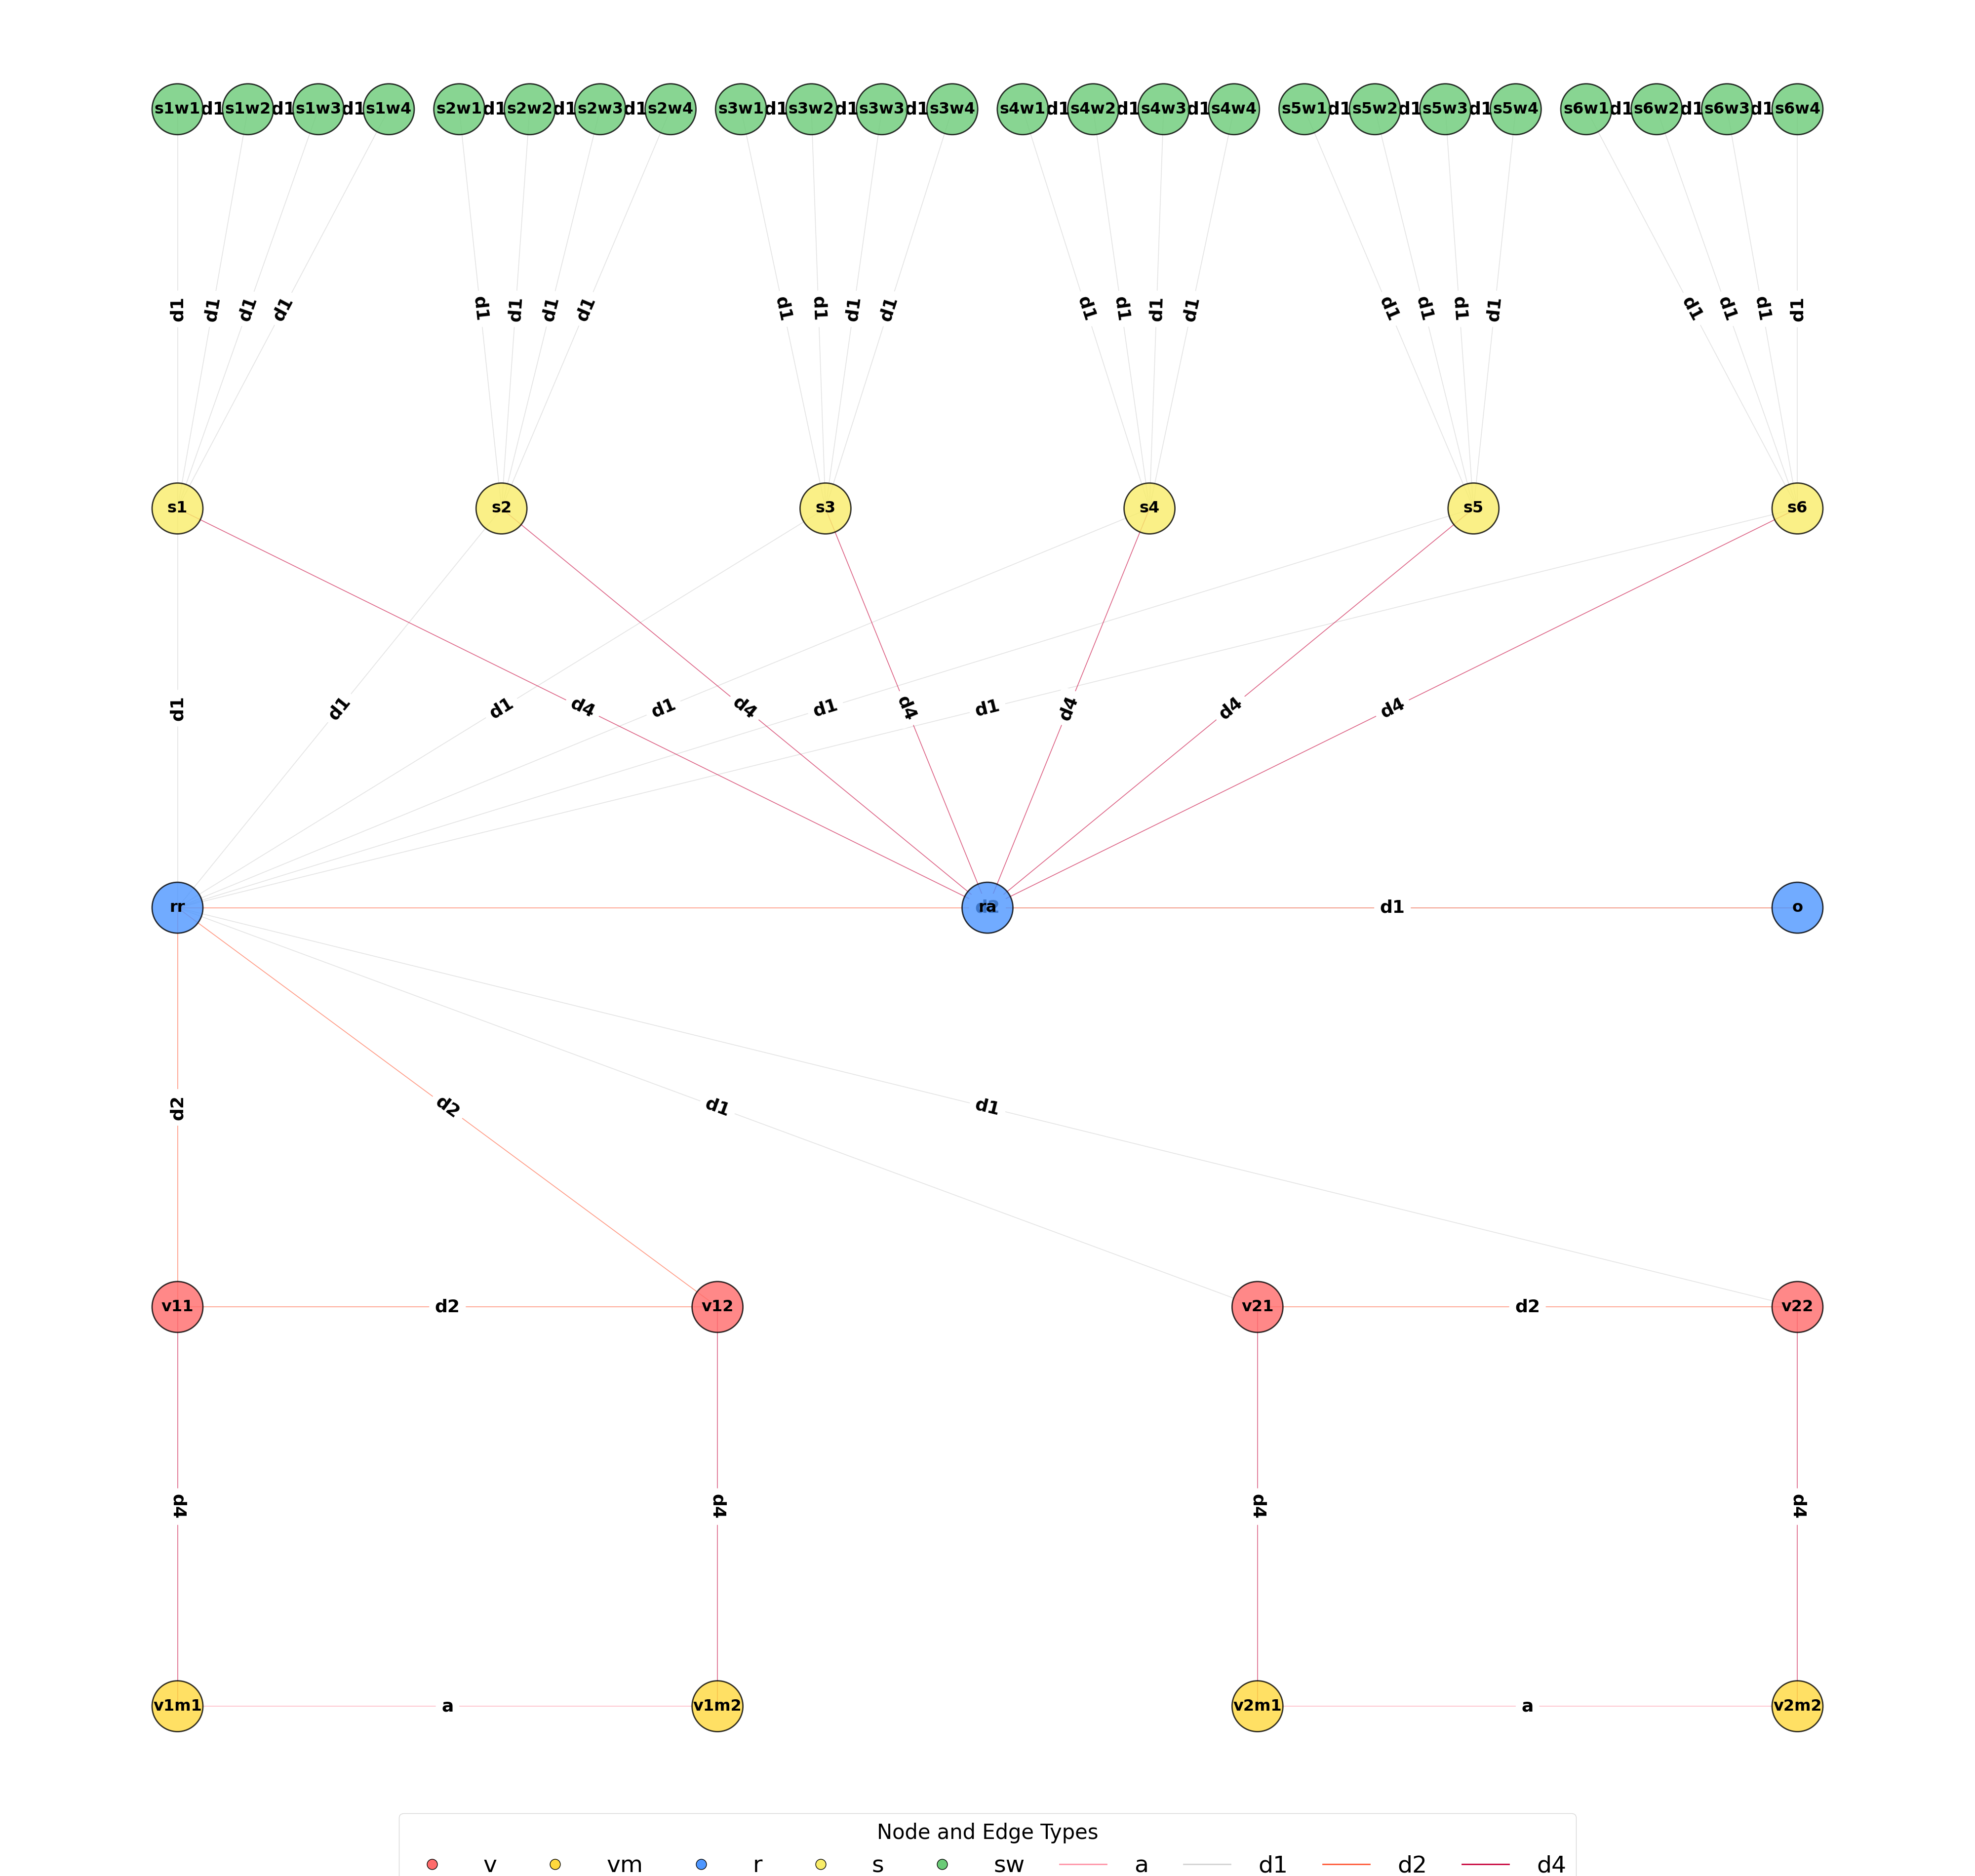 s1w1 d1 s1w2 d1 s1w3 d1 s1w4 s2w1 d1 s2w2 d1 s2w3 d1 s2w4 s3w1 d1 s3w2 d1 s3w3 d1 s3w4 s4w1 d1 s4w2 d1 s4w3 d1 s4w4 s5w1 d1 s5w2 d1 s5w3 d1 s5w4 s6w1 d1 s6w2 d1 s6w3 d1 s6w4
d1 d1 d1 d1 d1 d1 d1 d1 d1 d1 d1 d1 d1 d1 d1 d1 d1 d1 d1 d1 d1 d1 d1 d1
s1 s2 s3 s4 s5 s6
d1 d1 d1 d4 d1 d4 d1 d4 d1 d4 d4 d4
rr ra d1 o
d2 d2 d1 d1
v11 d2 v12 v21 d2 v22
d4 d4 d4 d4
v1m1 a v1m2 v2m1 a v2m2
Node and Edge Types
v vm r s sw a d1 d2 d4